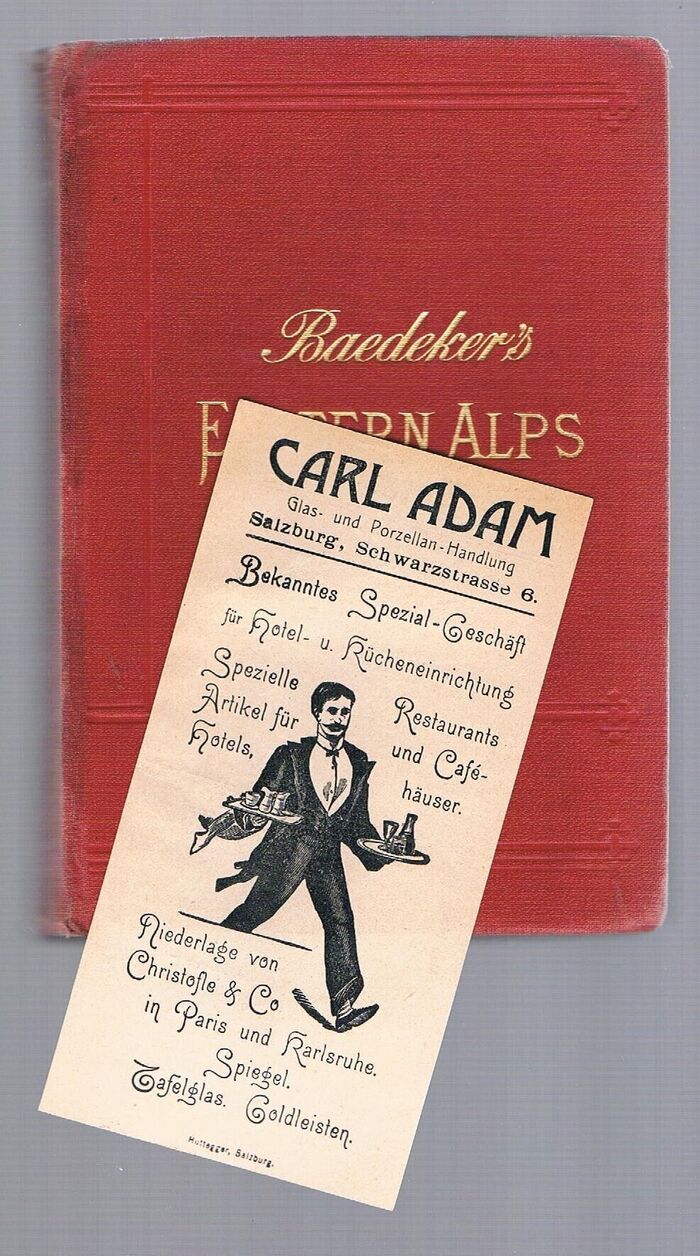 Baedeker's
E TERN ALPS
CARL ADAM
Glas- und Porzellan-Handlung
Salzburg, Schwarzstrasse 6.
Bekanntes Spezial-Geschäft
für Hotel- u. Kücheneinrichtung
Spezielle
Artikel für
Hotels,
Restaurants
und Café-
häuser.
Niederlage von
Christofle & Co
in Paris und Karlsruhe.
Spiegel.
Tafelglas. Goldleisten.
Huttegger, Salzburg.